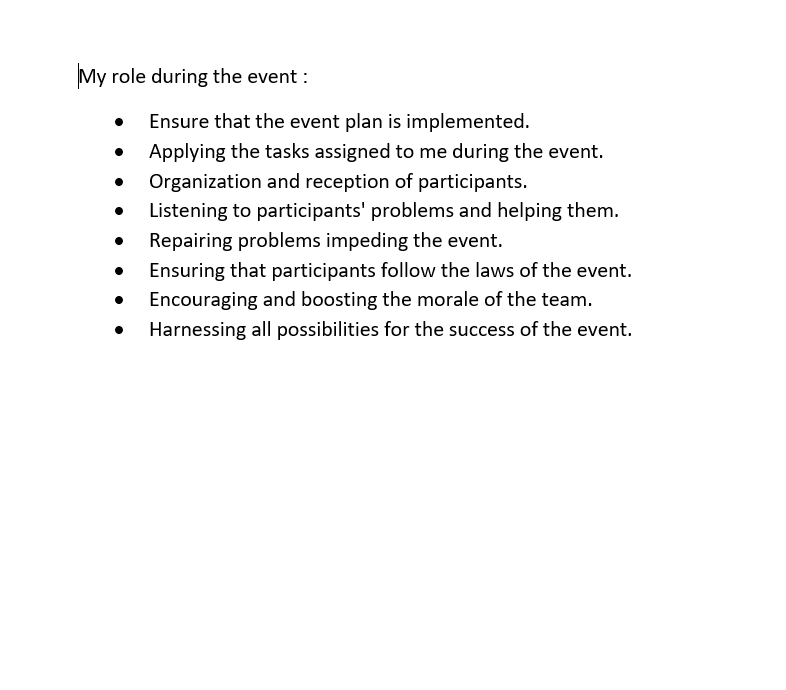 My role during the event :
• Ensure that the event plan is implemented.
• Applying the tasks assigned to me during the event.
• Organization and reception of participants.
• Listening to participants' problems and helping them.
• Repairing problems impeding the event.
• Ensuring that participants follow the laws of the event.
• Encouraging and boosting the morale of the team.
• Harnessing all possibilities for the success of the event.